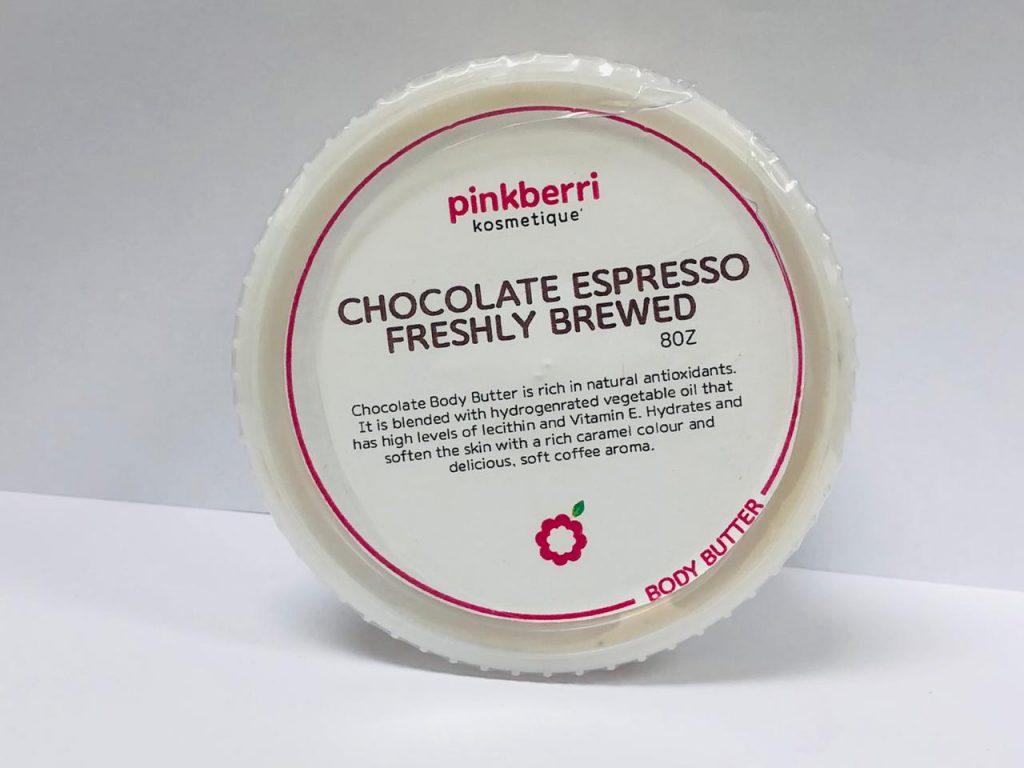 pinkberri
kosmetique'
CHOCOLATE ESPRESSO
FRESHLY BREWED
8OZ
Chocolate Body Butter is rich in natural antioxidants.
It is blended with hydrogenrated vegetable oil that
has high levels of lecithin and Vitamin E. Hydrates and
soften the skin with a rich caramel colour and
delicious, soft coffee aroma.
BODY BUTTER